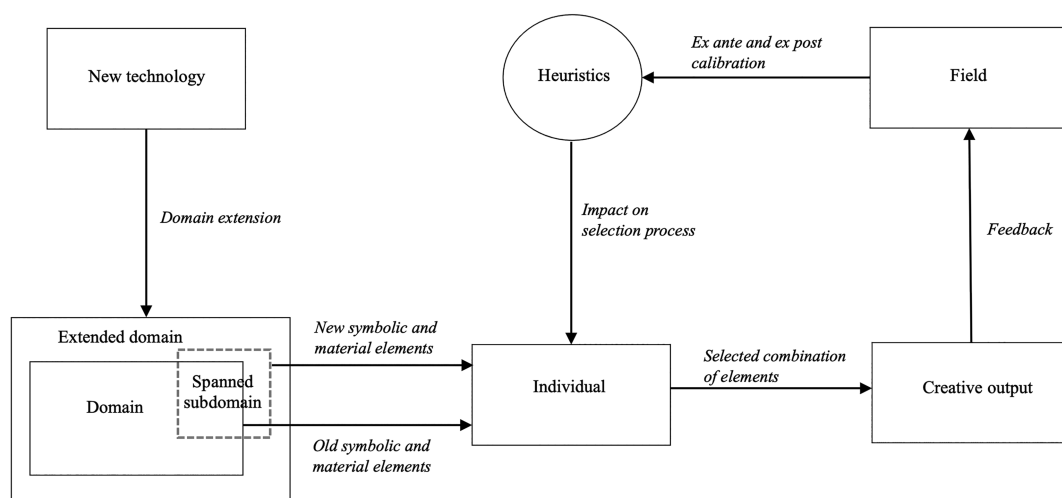 New technology
Heuristics
Ex ante and ex post
calibration
Field
Domain extension
Impact on
selection process
Feedback
Extended domain
Spanned
subdomain
Domain
New symbolic and
material elements
Old symbolic and
material elements
Individual
Selected combination
of elements
Creative output